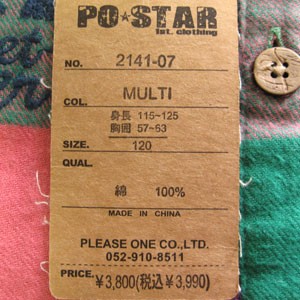 PO★STAR
1st. clothing
NO. 2141-07
COL. MULTI
身長 115-125
胸囲 57-63
SIZE. 120
QUAL.
綿 100%
MADE IN CHINA
PLEASE ONE CO.,LTD.
052-910-8511
PRICE. ¥3,800(税込¥3,990)